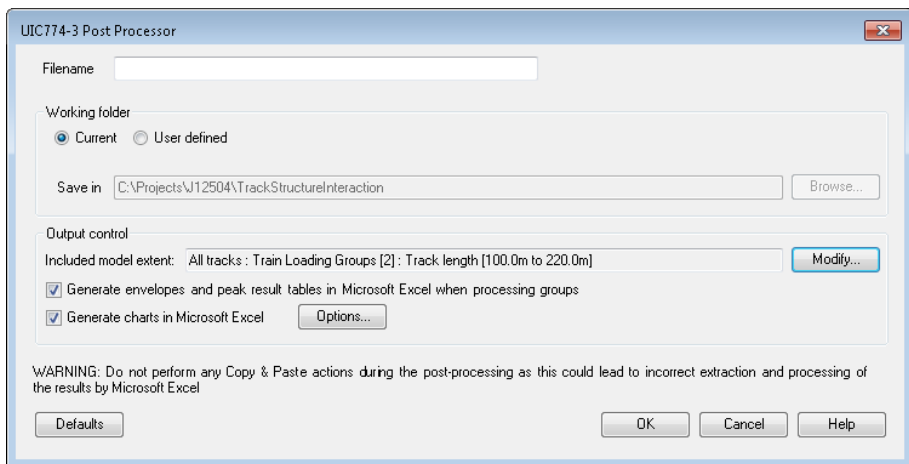 UIC774-3 Post Processor
Filename
Working folder
Current User defined
Save in C:\Projects\J12504\TrackStructureInteraction Browse...
Output control
Included model extent: All tracks : Train Loading Groups [2] : Track length [100.0m to 220.0m] Modify...
Generate envelopes and peak result tables in Microsoft Excel when processing groups
Generate charts in Microsoft Excel Options...
WARNING: Do not perform any Copy & Paste actions during the post-processing as this could lead to incorrect extraction and processing of
the results by Microsoft Excel
Defaults OK Cancel Help